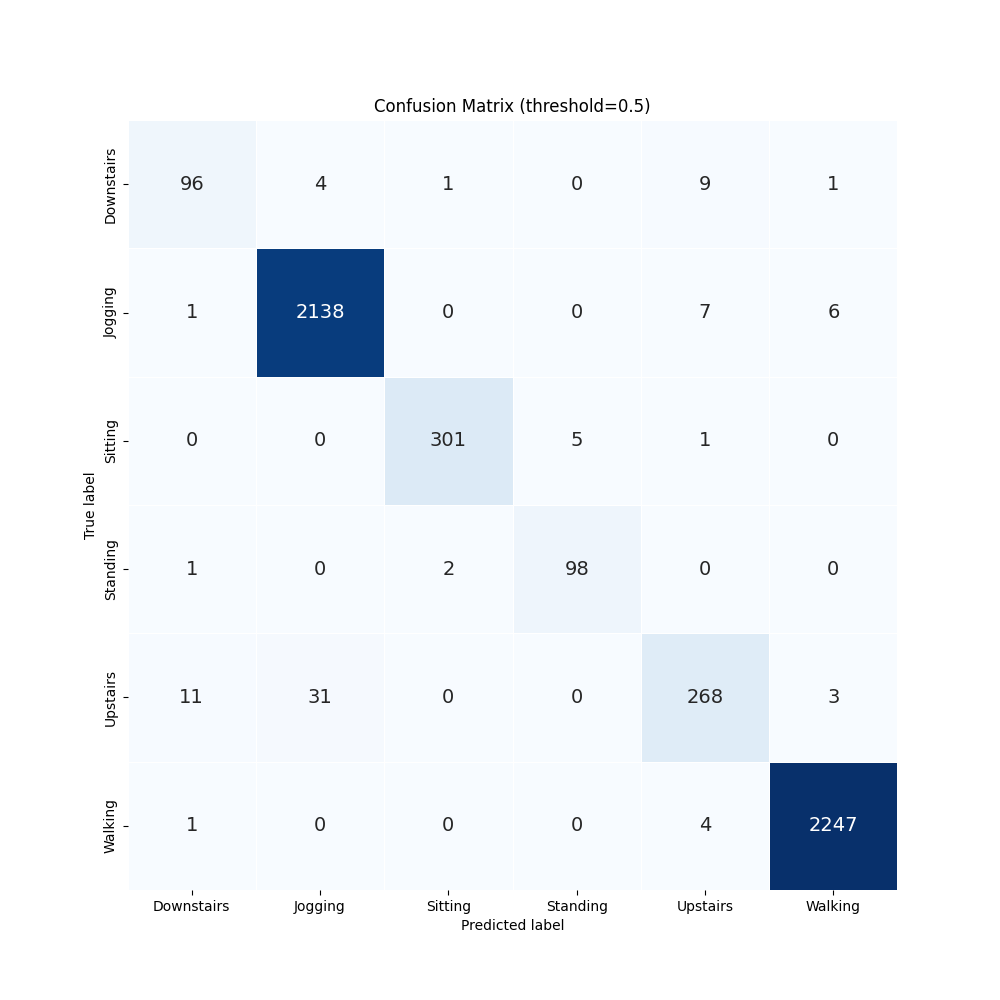 Confusion Matrix (threshold=0.5)
True label
Downstairs 96 4 1 0 9 1
Jogging 1 2138 0 0 7 6
Sitting 0 0 301 5 1 0
Standing 1 0 2 98 0 0
Upstairs 11 31 0 0 268 3
Walking 1 0 0 0 4 2247
Downstairs Jogging Sitting Standing Upstairs Walking
Predicted label